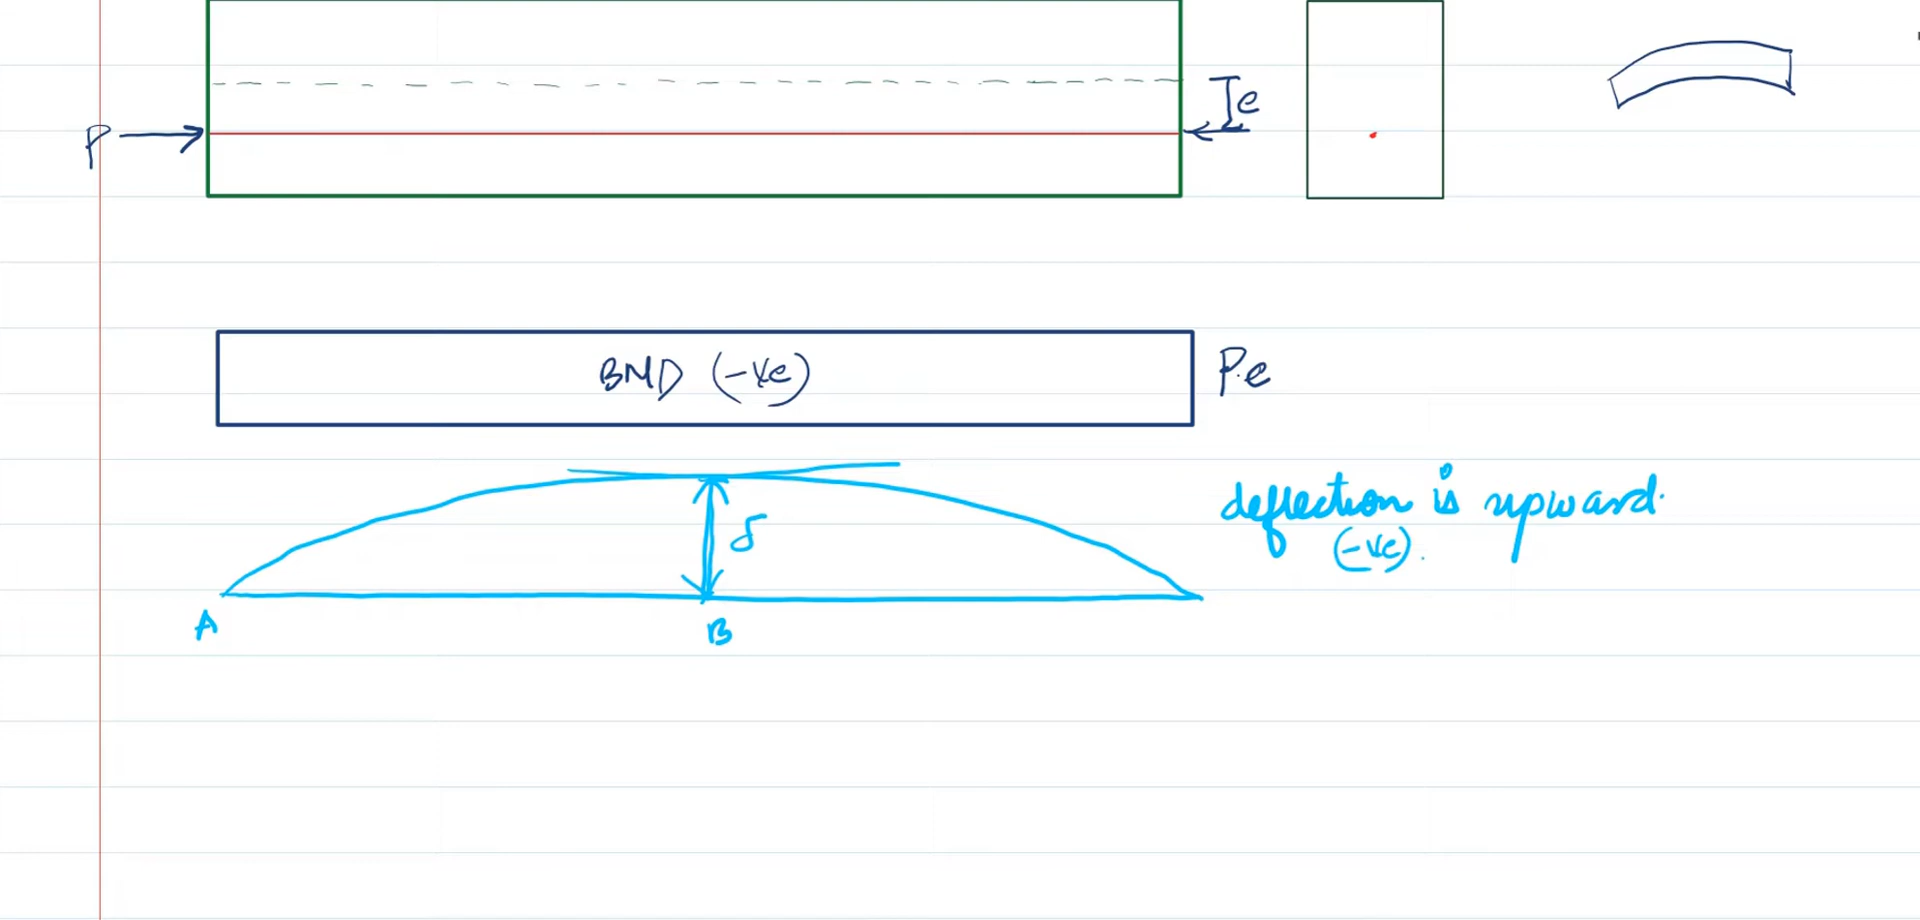 e
P
BMD (-ve)
P.e
δ
deflection is upward.
(-ve).
A
B